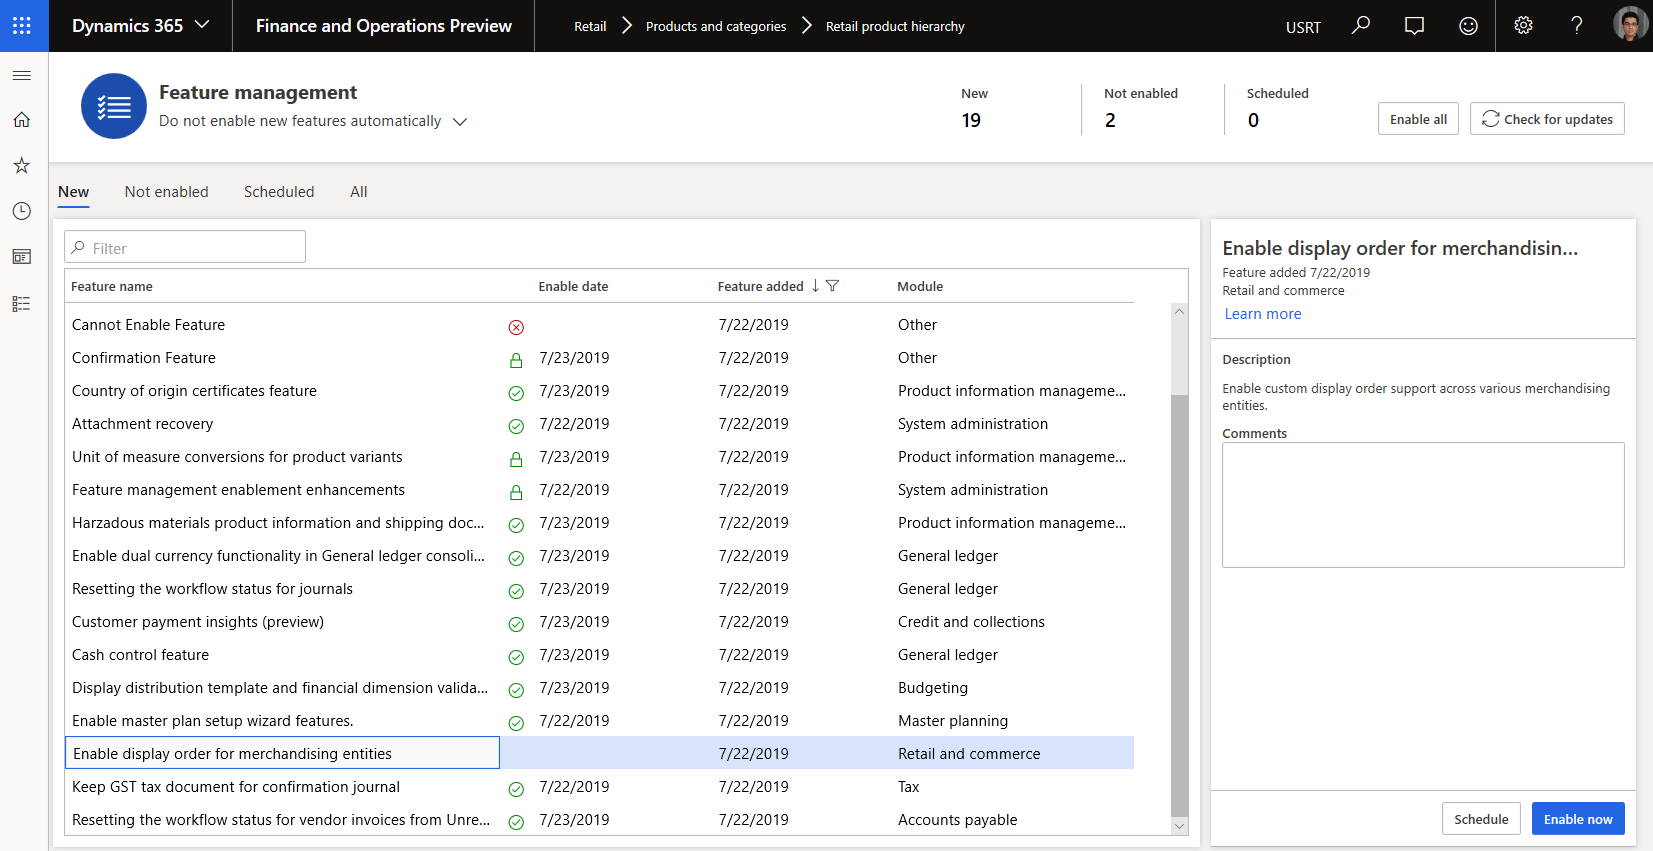 Dynamics 365
Finance and Operations Preview
Retail
Products and categories
Retail product hierarchy
USRT
Feature management
Do not enable new features automatically
New
19
Not enabled
2
Scheduled
0
Enable all
Check for updates
New
Not enabled
Scheduled
All
Filter
Feature name Enable date Feature added Module
Cannot Enable Feature 7/22/2019 Other
Confirmation Feature 7/23/2019 7/22/2019 Other
Country of origin certificates feature 7/23/2019 7/22/2019 Product information manageme...
Attachment recovery 7/22/2019 7/22/2019 System administration
Unit of measure conversions for product variants 7/23/2019 7/22/2019 Product information manageme...
Feature management enablement enhancements 7/22/2019 7/22/2019 System administration
Harzadous materials product information and shipping doc... 7/23/2019 7/22/2019 Product information manageme...
Enable dual currency functionality in General ledger consoli... 7/23/2019 7/22/2019 General ledger
Resetting the workflow status for journals 7/23/2019 7/22/2019 General ledger
Customer payment insights (preview) 7/23/2019 7/22/2019 Credit and collections
Cash control feature 7/23/2019 7/22/2019 General ledger
Display distribution template and financial dimension valida... 7/23/2019 7/22/2019 Budgeting
Enable master plan setup wizard features. 7/22/2019 7/22/2019 Master planning
Enable display order for merchandising entities 7/22/2019 Retail and commerce
Keep GST tax document for confirmation journal 7/22/2019 7/22/2019 Tax
Resetting the workflow status for vendor invoices from Unre... 7/23/2019 7/22/2019 Accounts payable
Enable display order for merchandisin...
Feature added 7/22/2019
Retail and commerce
Learn more
Description
Enable custom display order support across various merchandising
entities.
Comments
Schedule
Enable now